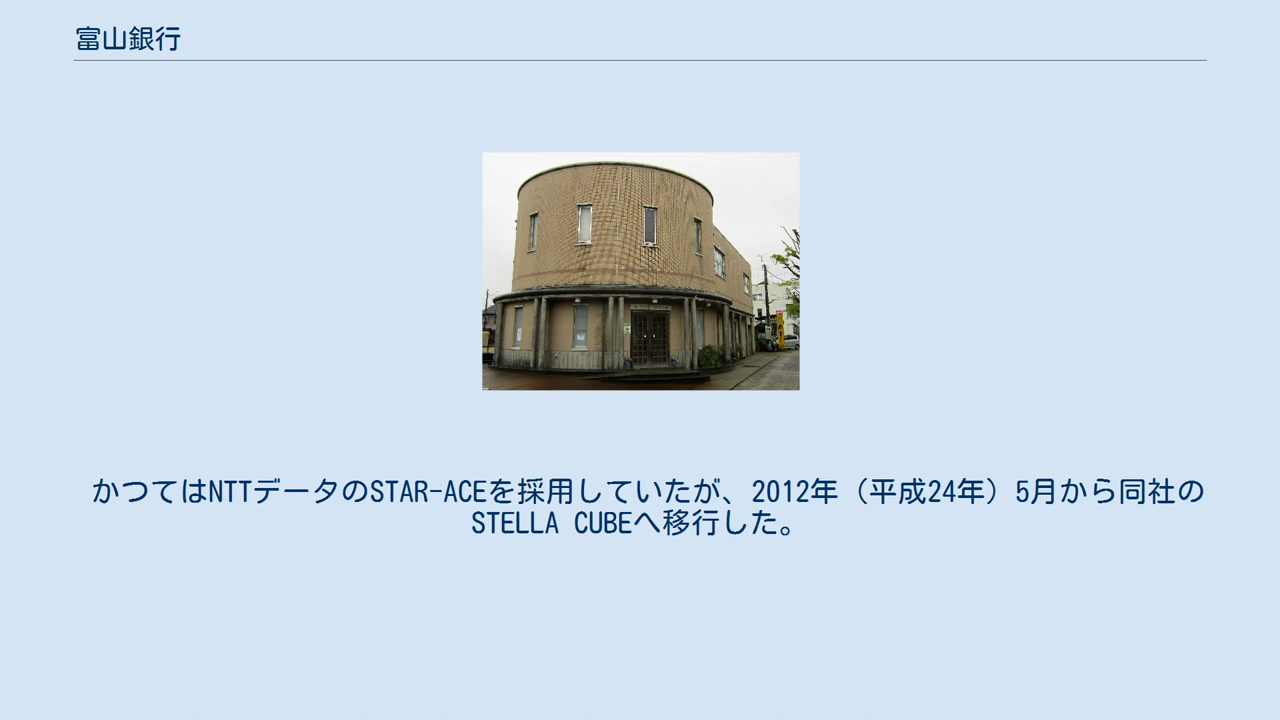 富山銀行
かつてはNTTデータのSTAR-ACEを採用していたが、2012年（平成24年）5月から同社の
STELLA CUBEへ移行した。